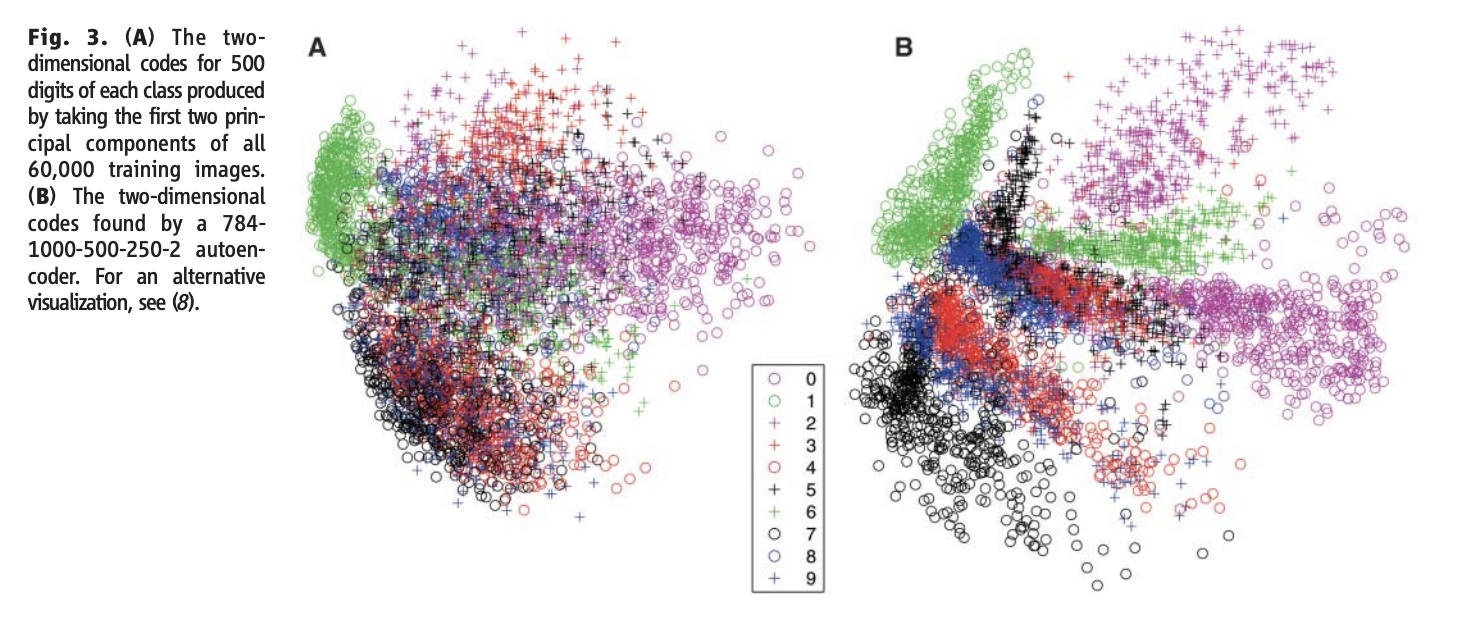 Fig. 3. (A) The two-
dimensional codes for 500
digits of each class produced
by taking the first two prin-
cipal components of all
60,000 training images.
(B) The two-dimensional
codes found by a 784-
1000-500-250-2 autoen-
coder. For an alternative
visualization, see (8).
A
B
0
1
2
3
4
5
6
7
8
9